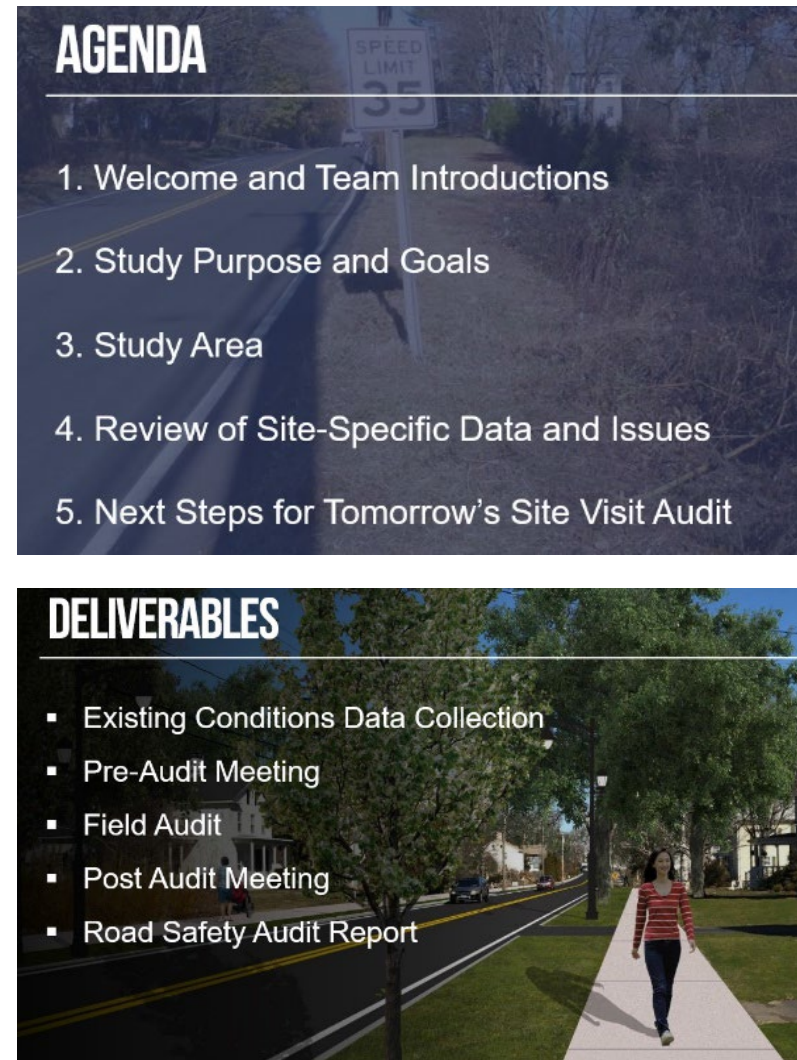 AGENDA
SPEED
LIMIT
35
1. Welcome and Team Introductions
2. Study Purpose and Goals
3. Study Area
4. Review of Site-Specific Data and Issues
5. Next Steps for Tomorrow’s Site Visit Audit
DELIVERABLES
▪ Existing Conditions Data Collection
▪ Pre-Audit Meeting
▪ Field Audit
▪ Post Audit Meeting
▪ Road Safety Audit Report